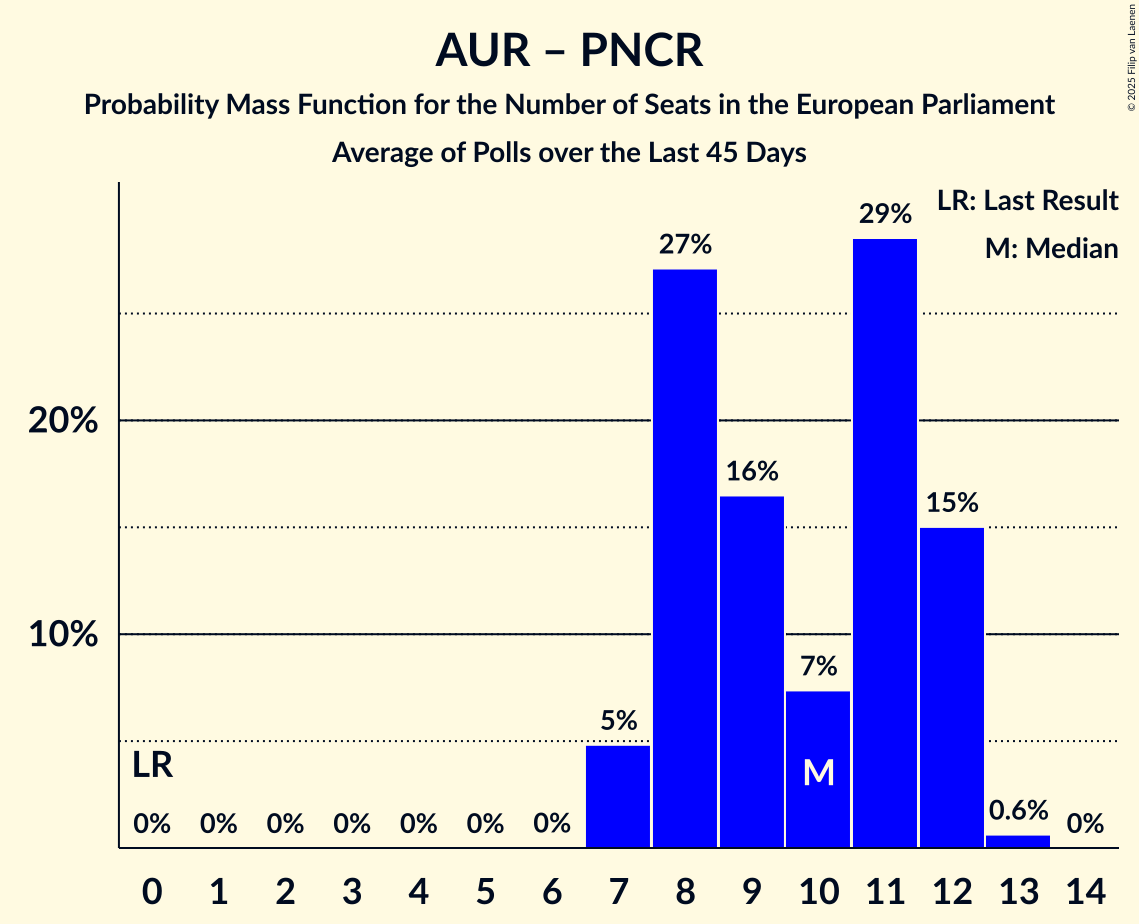 AUR – PNCR
Probability Mass Function for the Number of Seats in the European Parliament
Average of Polls over the Last 45 Days
© 2025 Filip van Laenen
LR: Last Result
M: Median
20%
10%
LR
0%
0%
0%
0%
0%
0%
0%
5%
27%
16%
7%
M
29%
15%
0.6%
0%
0 1 2 3 4 5 6 7 8 9 10 11 12 13 14